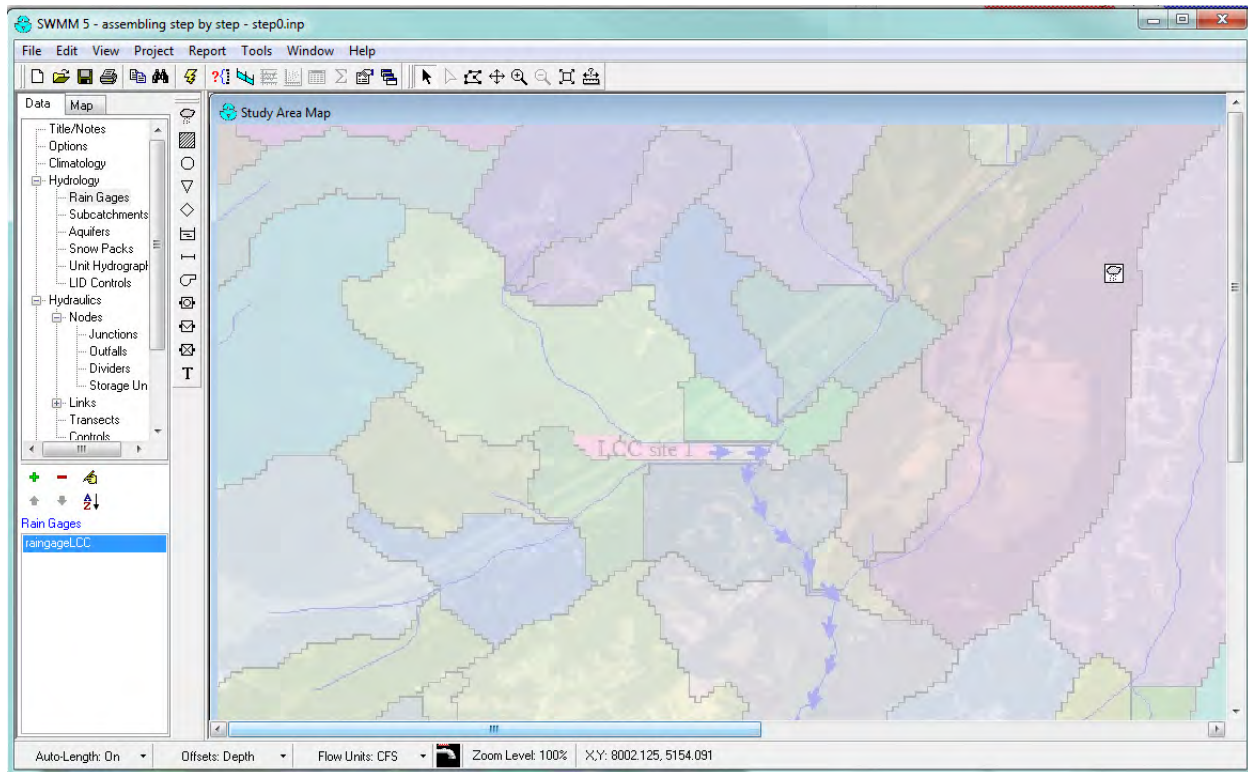 SWMM 5 - assembling step by step - step0.inp
File Edit View Project Report Tools Window Help
Data Map
Study Area Map
Title/Notes
Options
Climatology
Hydrology
Rain Gages
Subcatchments
Aquifers
Snow Packs
Unit Hydrograph
LID Controls
Hydraulics
Nodes
Junctions
Outfalls
Dividers
Storage Un
Links
Transects
Controls
T
LCC site 1
Rain Gages
raingageLCC
Auto-Length: On Offsets: Depth Flow Units: CFS Zoom Level: 100% X,Y: 8002.125, 5154.091